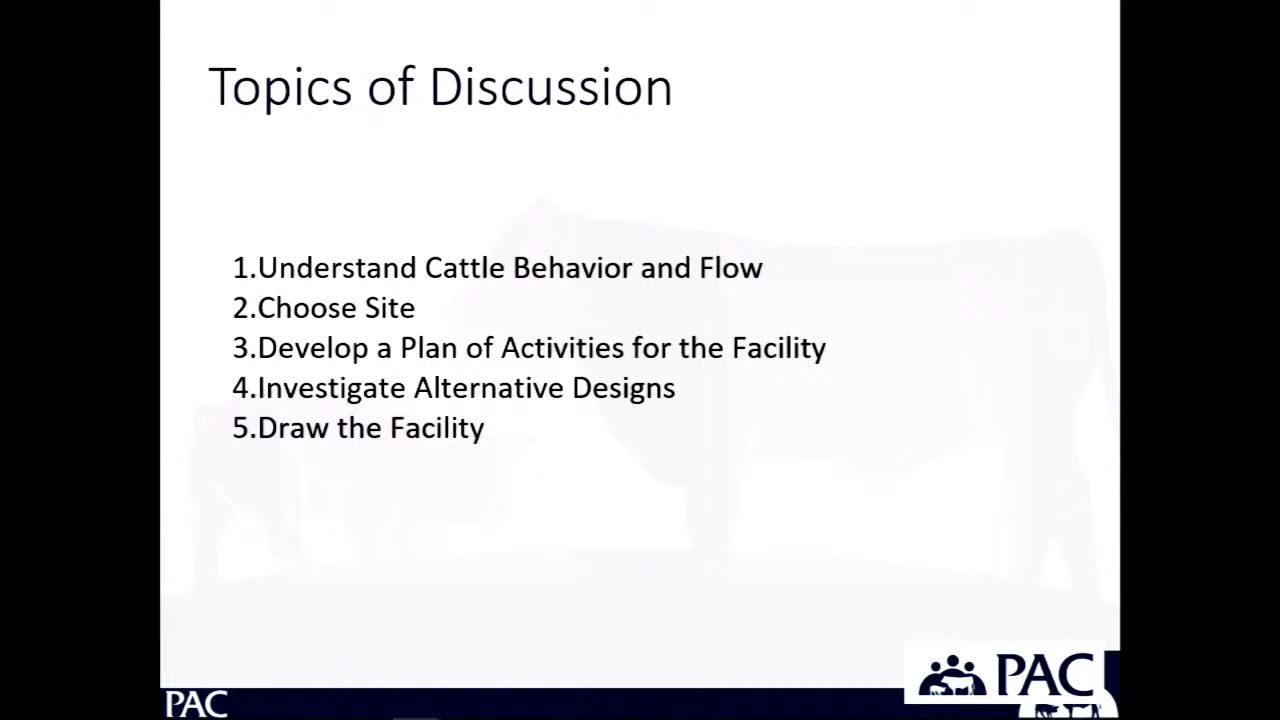 Topics of Discussion
1.Understand Cattle Behavior and Flow
2.Choose Site
3.Develop a Plan of Activities for the Facility
4.Investigate Alternative Designs
5.Draw the Facility
PAC
PAC